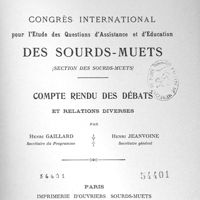 CONGRÈS INTERNATIONAL
pour l'Etude des Questions d'Assistance et d'Education
DES SOURDS-MUETS
(SECTION DES SOURDS-MUETS)
COMPTE RENDU DES DÉBATS
ET RELATIONS DIVERSES
PAR
HENRI GAILLARD
Secrétaire du Programme
HENRI JEANVOINE
Secrétaire général
54401
54401
PARIS
IMPRIMERIE D'OUVRIERS SOURDS-MUETS